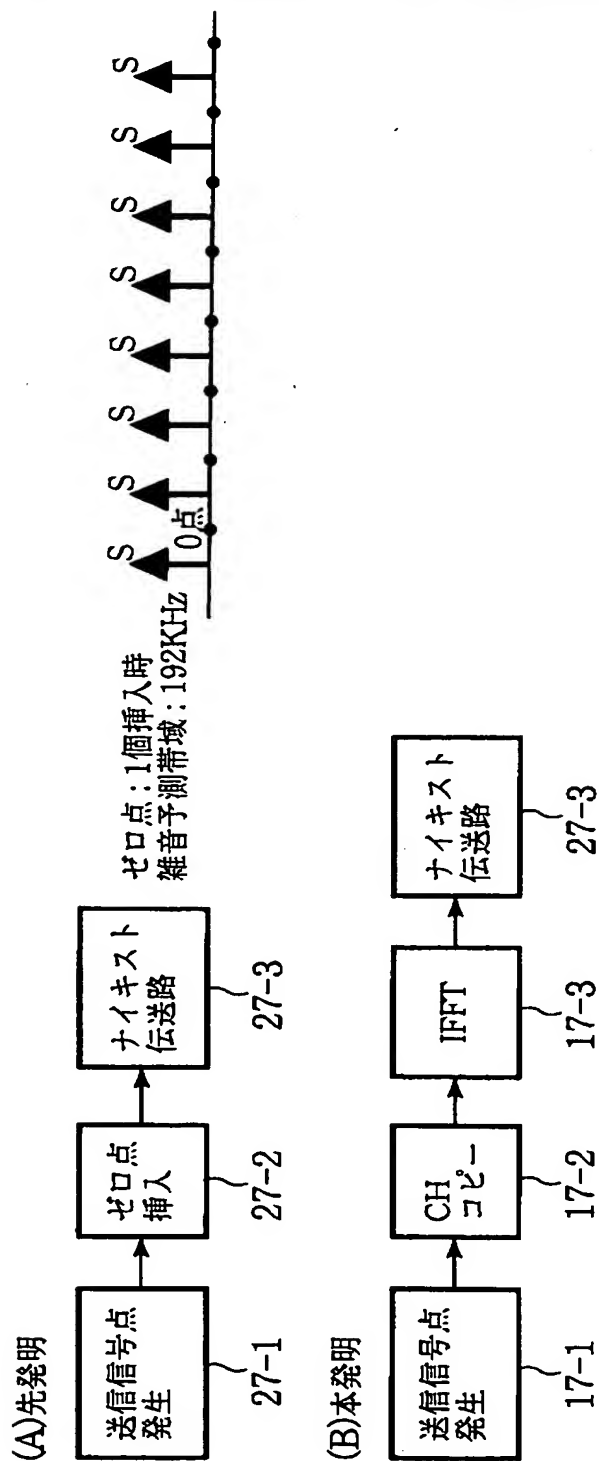 (A)先発明
送信信号点
発生
27-1
ゼロ点
挿入
27-2
ナイキスト
伝送路
27-3
ゼロ点:1個挿入時
雑音予測帯域:192KHz
S
S
S
S
S
S
S
S
0点
(B)本発明
送信信号点
発生
17-1
CH
コピー
17-2
IFFT
17-3
ナイキスト
伝送路
27-3